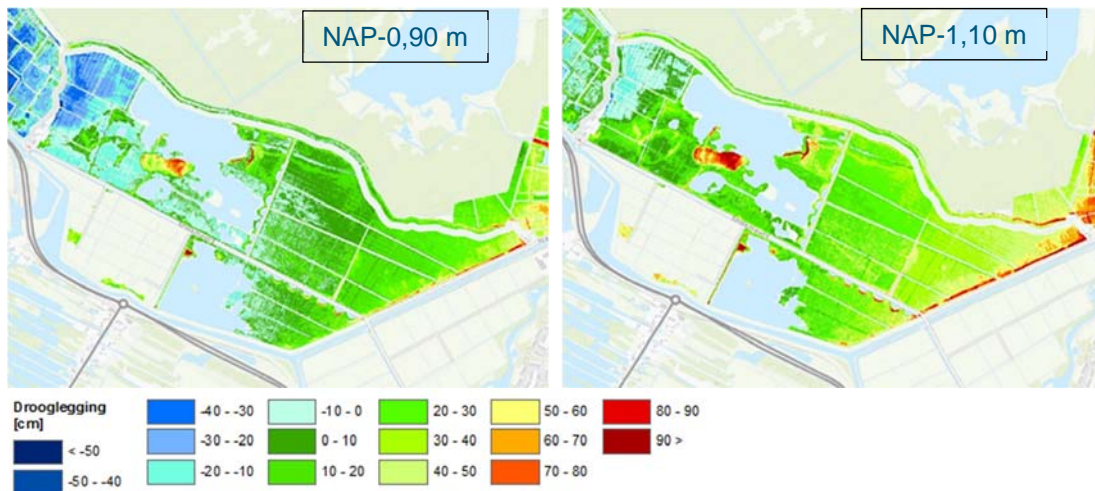 NAP-0,90 m
NAP-1,10 m
Drooglegging
[cm]
< -50
-50 - -40
-40 - -30
-30 - -20
-20 - -10
-10 - 0
0 - 10
10 - 20
20 - 30
30 - 40
40 - 50
50 - 60
60 - 70
70 - 80
80 - 90
90 >